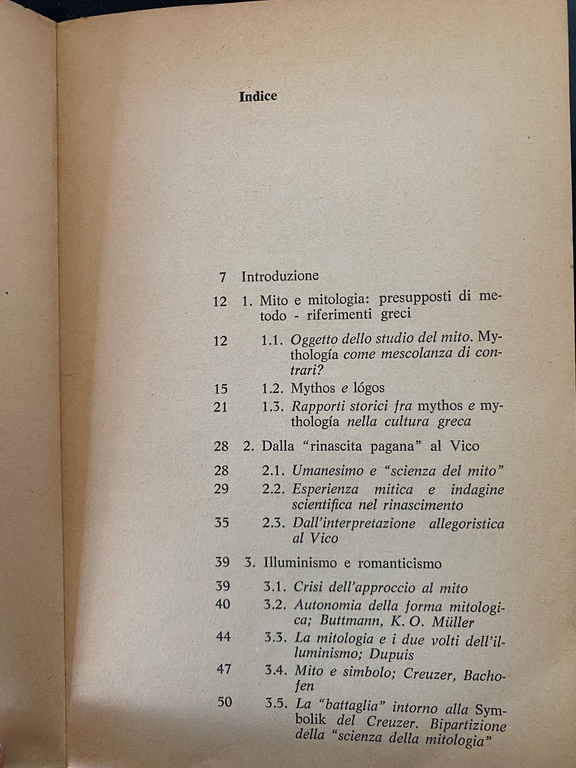 Indice
7 Introduzione
12 1. Mito e mitologia: presupposti di me-
todo - riferimenti greci
12 1.1. Oggetto dello studio del mito. My-
thología come mescolanza di con-
trari?
15 1.2. Mythos e lógos
21 1.3. Rapporti storici fra mythos e my-
thología nella cultura greca
28 2. Dalla “rinascita pagana” al Vico
28 2.1. Umanesimo e “scienza del mito”
29 2.2. Esperienza mitica e indagine
scientifica nel rinascimento
35 2.3. Dall'interpretazione allegoristica
al Vico
39 3. Illuminismo e romanticismo
39 3.1. Crisi dell'approccio al mito
40 3.2. Autonomia della forma mitologi-
ca; Buttmann, K. O. Müller
44 3.3. La mitologia e i due volti dell'il-
luminismo; Dupuis
47 3.4. Mito e simbolo; Creuzer, Bacho-
fen
50 3.5. La “battaglia” intorno alla Sym-
bolik del Creuzer. Bipartizione
della “scienza della mitologia”